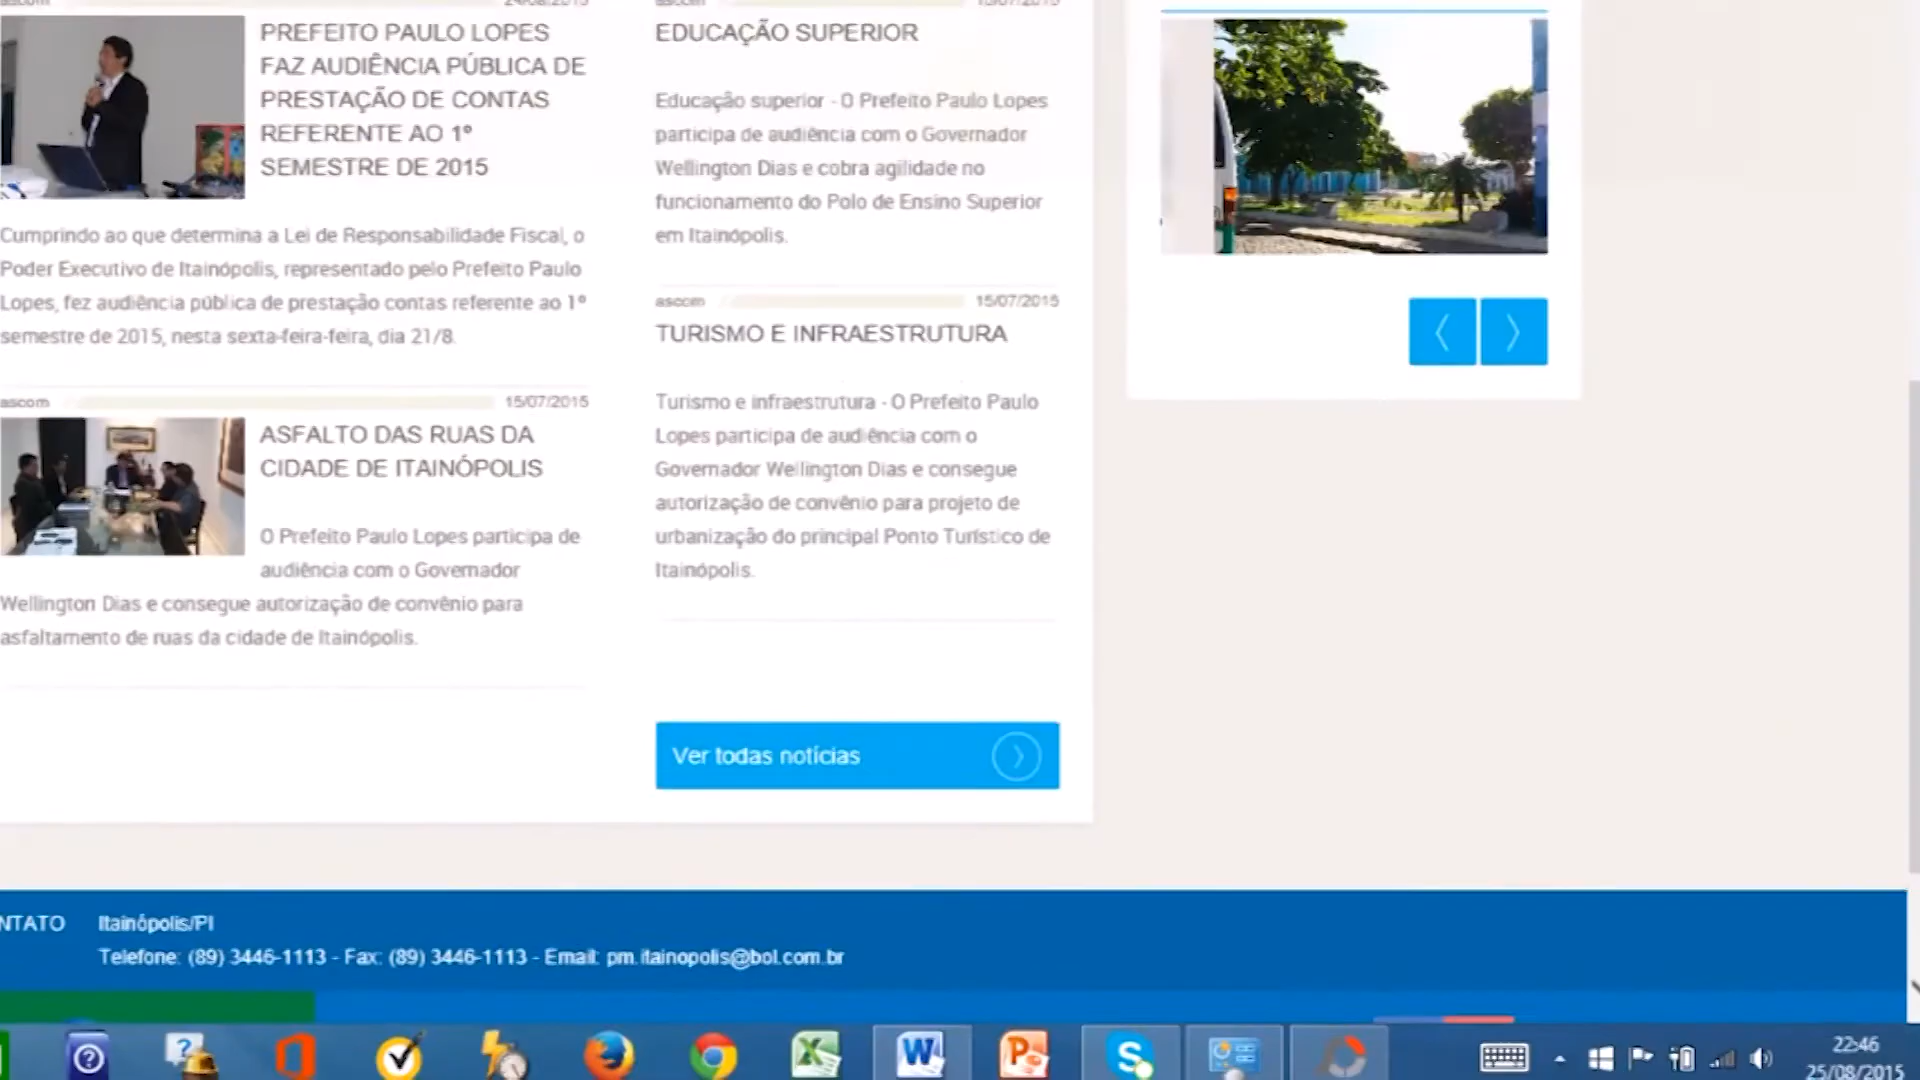 ascom 24/08/2015
PREFEITO PAULO LOPES
FAZ AUDIÊNCIA PÚBLICA DE
PRESTAÇÃO DE CONTAS
REFERENTE AO 1º
SEMESTRE DE 2015
Cumprindo ao que determina a Lei de Responsabilidade Fiscal, o
Poder Executivo de Itainópolis, representado pelo Prefeito Paulo
Lopes, fez audiência pública de prestação contas referente ao 1º
semestre de 2015, nesta sexta-feira-feira, dia 21/8.
ascom 15/07/2015
ASFALTO DAS RUAS DA
CIDADE DE ITAINÓPOLIS
O Prefeito Paulo Lopes participa de
audiência com o Governador
Wellington Dias e consegue autorização de convênio para
asfaltamento de ruas da cidade de Itainópolis.
ascom 15/07/2015
EDUCAÇÃO SUPERIOR
Educação superior - O Prefeito Paulo Lopes
participa de audiência com o Governador
Wellington Dias e cobra agilidade no
funcionamento do Polo de Ensino Superior
em Itainópolis.
ascom 15/07/2015
TURISMO E INFRAESTRUTURA
Turismo e infraestrutura - O Prefeito Paulo
Lopes participa de audiência com o
Governador Wellington Dias e consegue
autorização de convênio para projeto de
urbanização do principal Ponto Turístico de
Itainópolis.
Ver todas notícias
NTATO Itainópolis/PI
Telefone: (89) 3446-1113 - Fax: (89) 3446-1113 - Email: pm.itainopolis@bol.com.br
22:46
25/08/2015